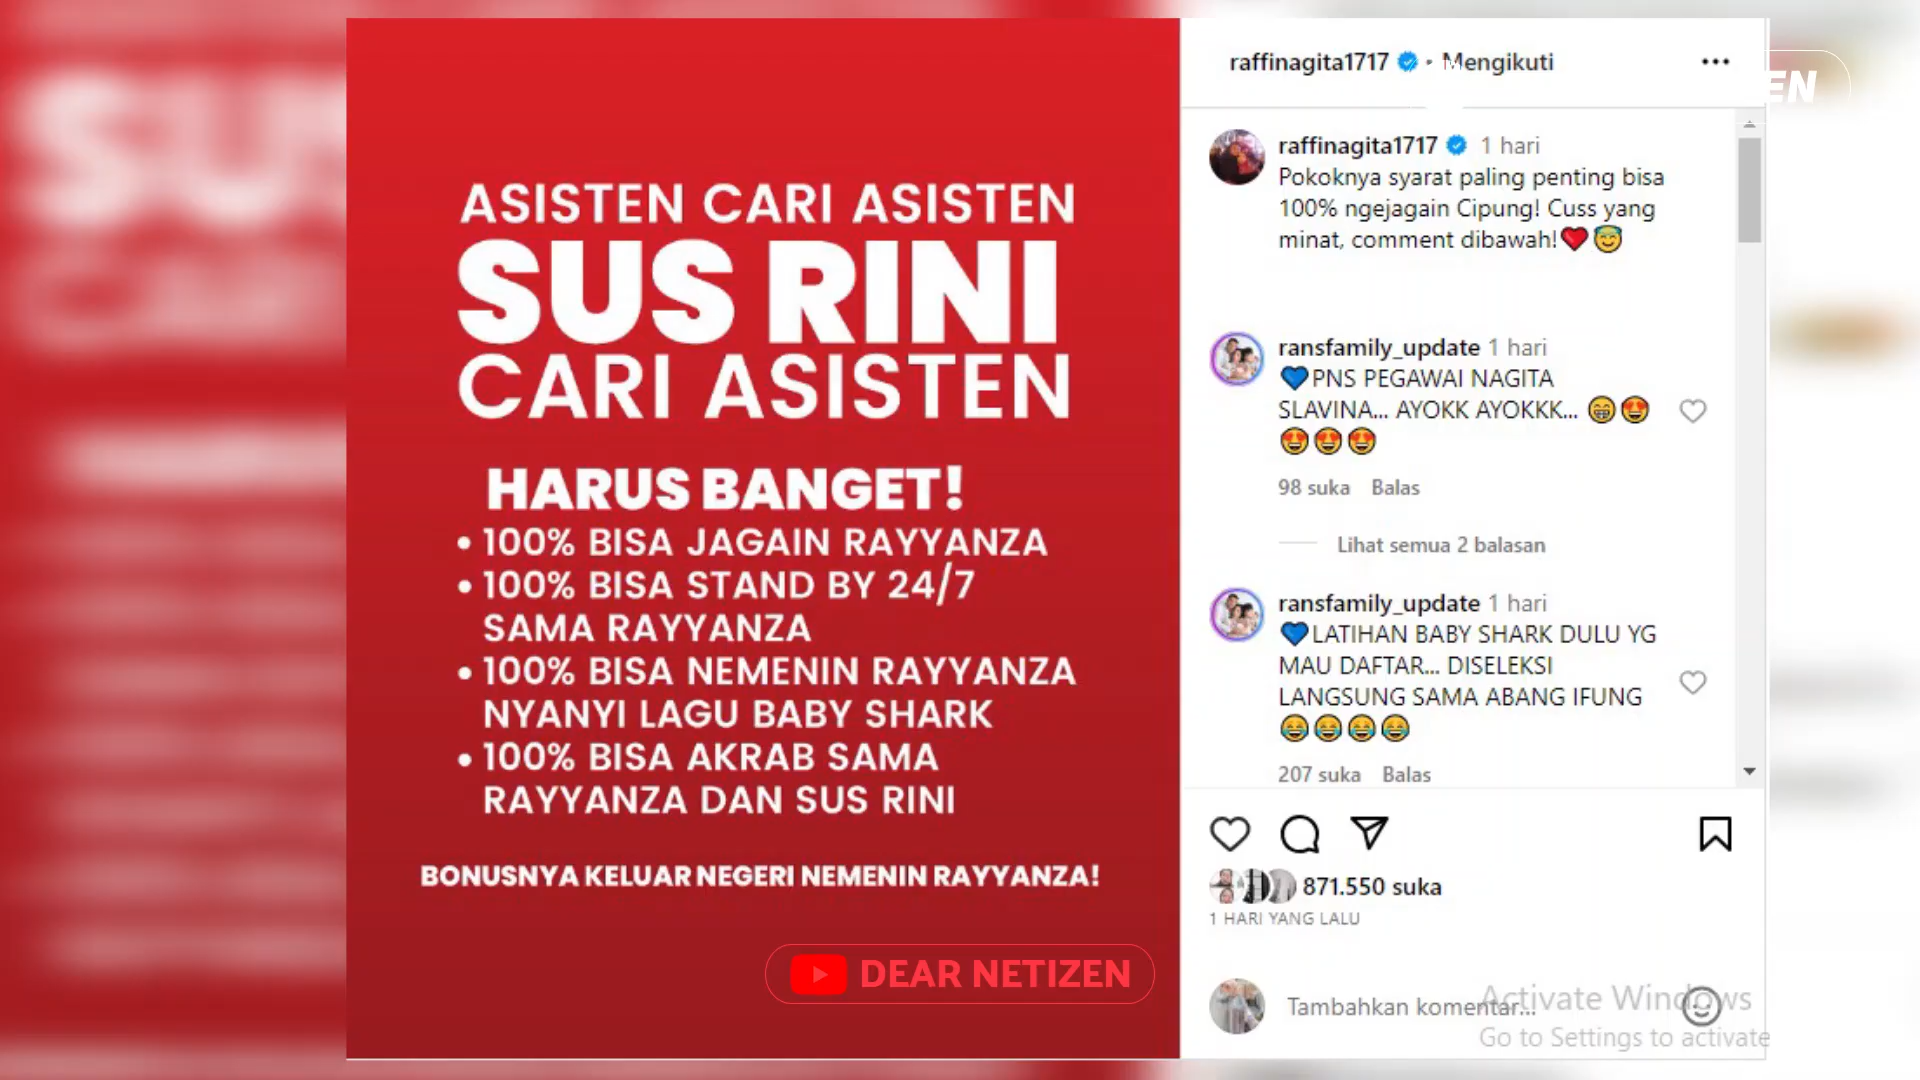 ASISTEN CARI ASISTEN
SUS RINI
CARI ASISTEN
HARUS BANGET!
• 100% BISA JAGAIN RAYYANZA
• 100% BISA STAND BY 24/7
SAMA RAYYANZA
• 100% BISA NEMENIN RAYYANZA
NYANYI LAGU BABY SHARK
• 100% BISA AKRAB SAMA
RAYYANZA DAN SUS RINI
BONUSNYA KELUAR NEGERI NEMENIN RAYYANZA!
DEAR NETIZEN
raffinagita1717 • Mengikuti
raffinagita1717 1 hari
Pokoknya syarat paling penting bisa
100% ngejagain Cipung! Cuss yang
minat, comment dibawah!❤️😇
ransfamily_update 1 hari
💙PNS PEGAWAI NAGITA
SLAVINA... AYOKK AYOKKK... 😁😍
😍😍😍
98 suka Balas
Lihat semua 2 balasan
ransfamily_update 1 hari
💙LATIHAN BABY SHARK DULU YG
MAU DAFTAR... DISELEKSI
LANGSUNG SAMA ABANG IFUNG
😂😂😂😂
207 suka Balas
871.550 suka
1 HARI YANG LALU
Tambahkan komentar...
Activate Windows
Go to Settings to activate